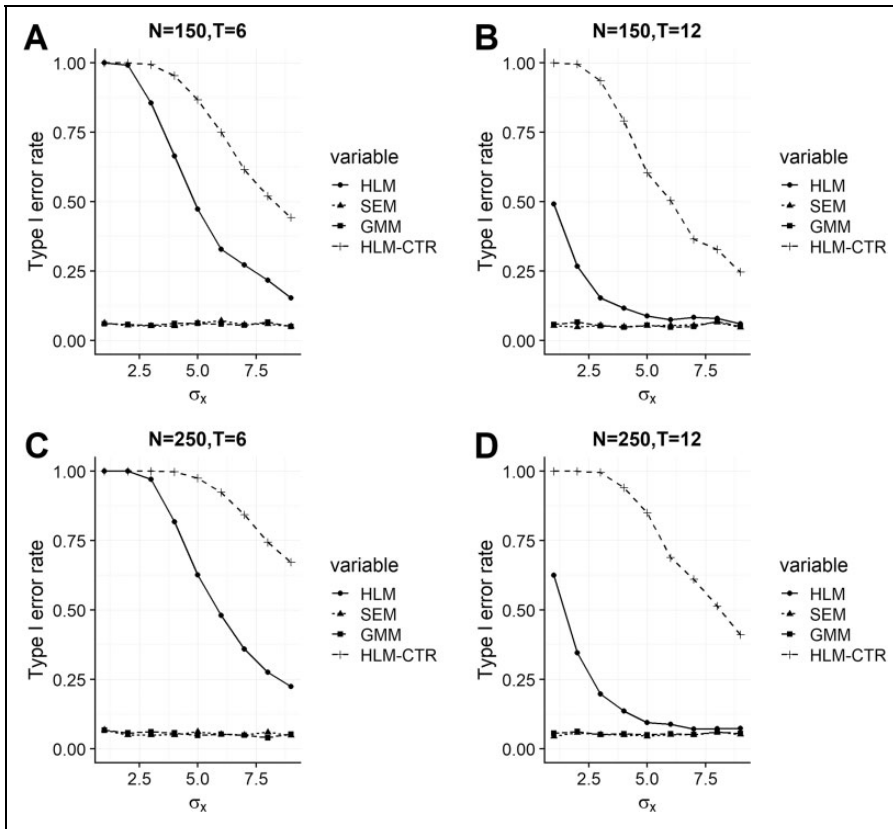 A
N=150,T=6
Type I error rate
1.00
0.75
0.50
0.25
0.00
2.5 5.0 7.5
σx
variable
HLM
SEM
GMM
HLM-CTR
B
N=150,T=12
Type I error rate
1.00
0.75
0.50
0.25
0.00
2.5 5.0 7.5
σx
variable
HLM
SEM
GMM
HLM-CTR
C
N=250,T=6
Type I error rate
1.00
0.75
0.50
0.25
0.00
2.5 5.0 7.5
σx
variable
HLM
SEM
GMM
HLM-CTR
D
N=250,T=12
Type I error rate
1.00
0.75
0.50
0.25
0.00
2.5 5.0 7.5
σx
variable
HLM
SEM
GMM
HLM-CTR